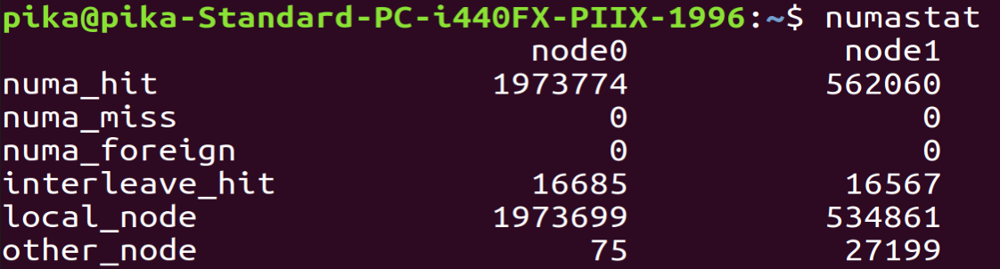 pika@pika-Standard-PC-i440FX-PIIX-1996:~$ numastat
node0 node1
numa_hit 1973774 562060
numa_miss 0 0
numa_foreign 0 0
interleave_hit 16685 16567
local_node 1973699 534861
other_node 75 27199